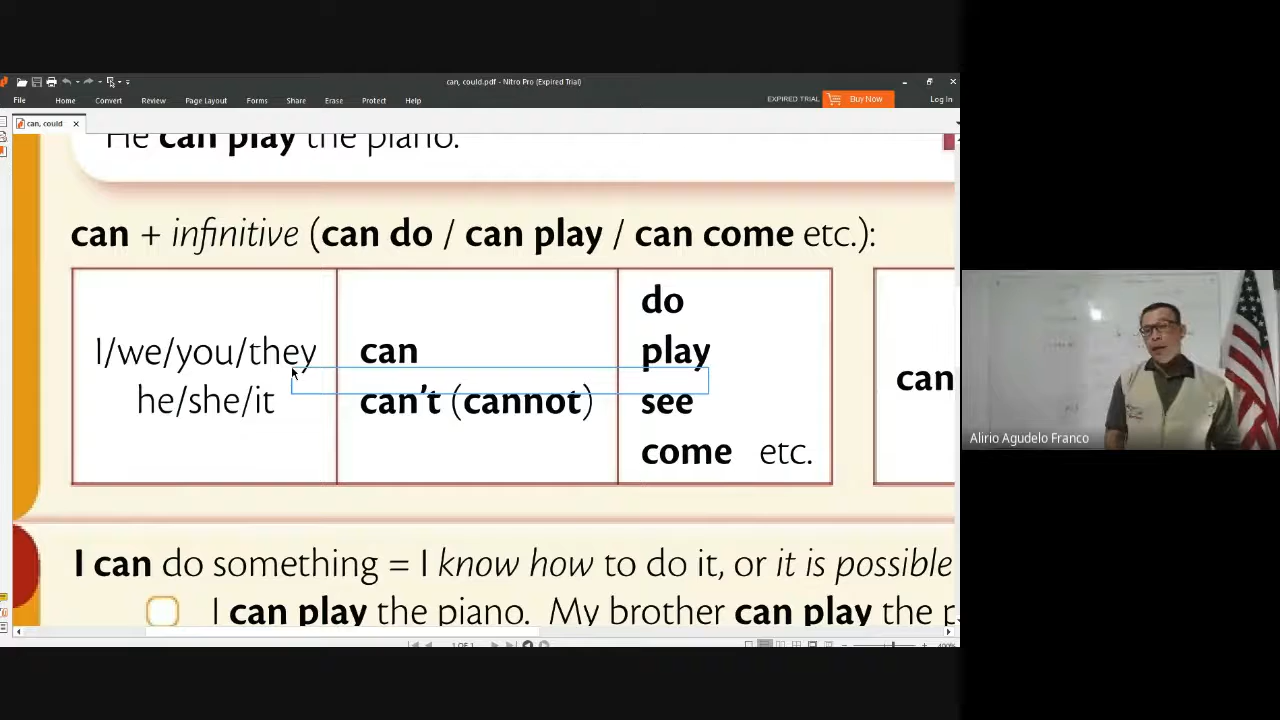 can, could.pdf - Nitro Pro (Expired Trial)
File Home Convert Review Page Layout Forms Share Erase Protect Help
EXPIRED TRIAL Buy Now Log In
can, could
He can play the piano.
can + infinitive (can do / can play / can come etc.):
I/we/you/they
he/she/it
can
can't (cannot)
do
play
see
come etc.
can
I can do something = I know how to do it, or it is possible
I can play the piano. My brother can play the p
1 OF 1
400%
Alirio Agudelo Franco